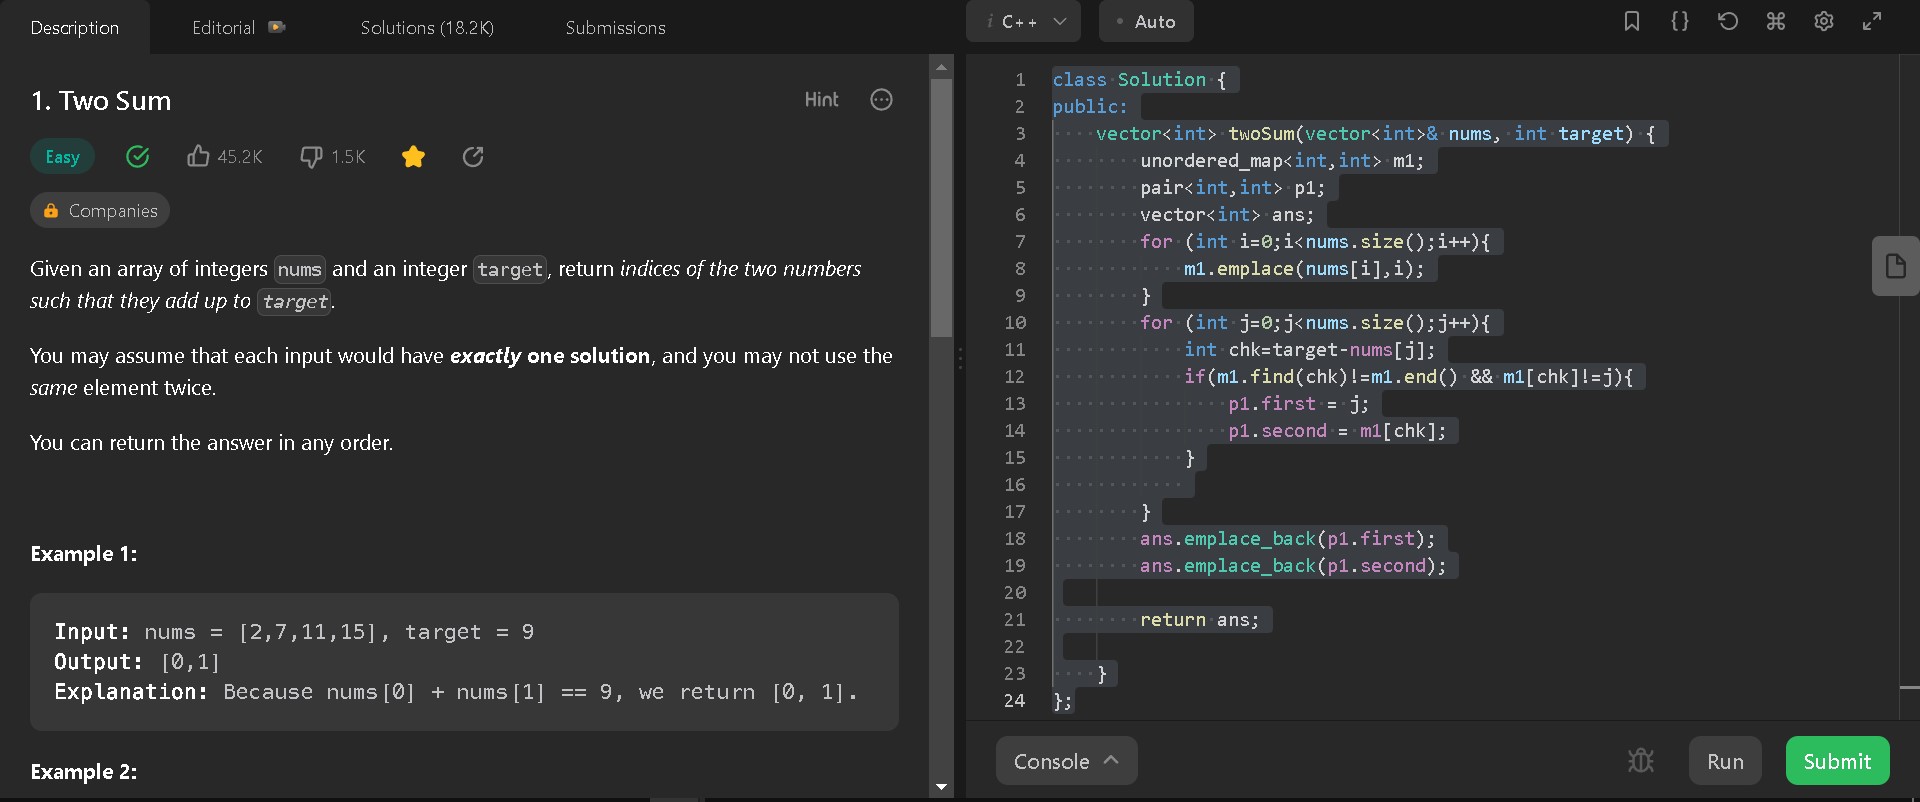 Description Editorial Solutions (18.2K) Submissions
1. Two Sum
Hint
Easy 45.2K 1.5K
Companies
Given an array of integers nums and an integer target, return indices of the two numbers
such that they add up to target.
You may assume that each input would have exactly one solution, and you may not use the
same element twice.
You can return the answer in any order.
Example 1:
Input: nums = [2,7,11,15], target = 9
Output: [0,1]
Explanation: Because nums[0] + nums[1] == 9, we return [0, 1].
Example 2:
i C++ Auto
1 class Solution {
2 public:
3 vector<int> twoSum(vector<int>& nums, int target) {
4 unordered_map<int,int> m1;
5 pair<int,int> p1;
6 vector<int> ans;
7 for (int i=0;i<nums.size();i++){
8 m1.emplace(nums[i],i);
9 }
10 for (int j=0;j<nums.size();j++){
11 int chk=target-nums[j];
12 if(m1.find(chk)!=m1.end() && m1[chk]!=j){
13 p1.first = j;
14 p1.second = m1[chk];
15 }
16
17 }
18 ans.emplace_back(p1.first);
19 ans.emplace_back(p1.second);
20
21 return ans;
22
23 }
24 };
Console Run Submit